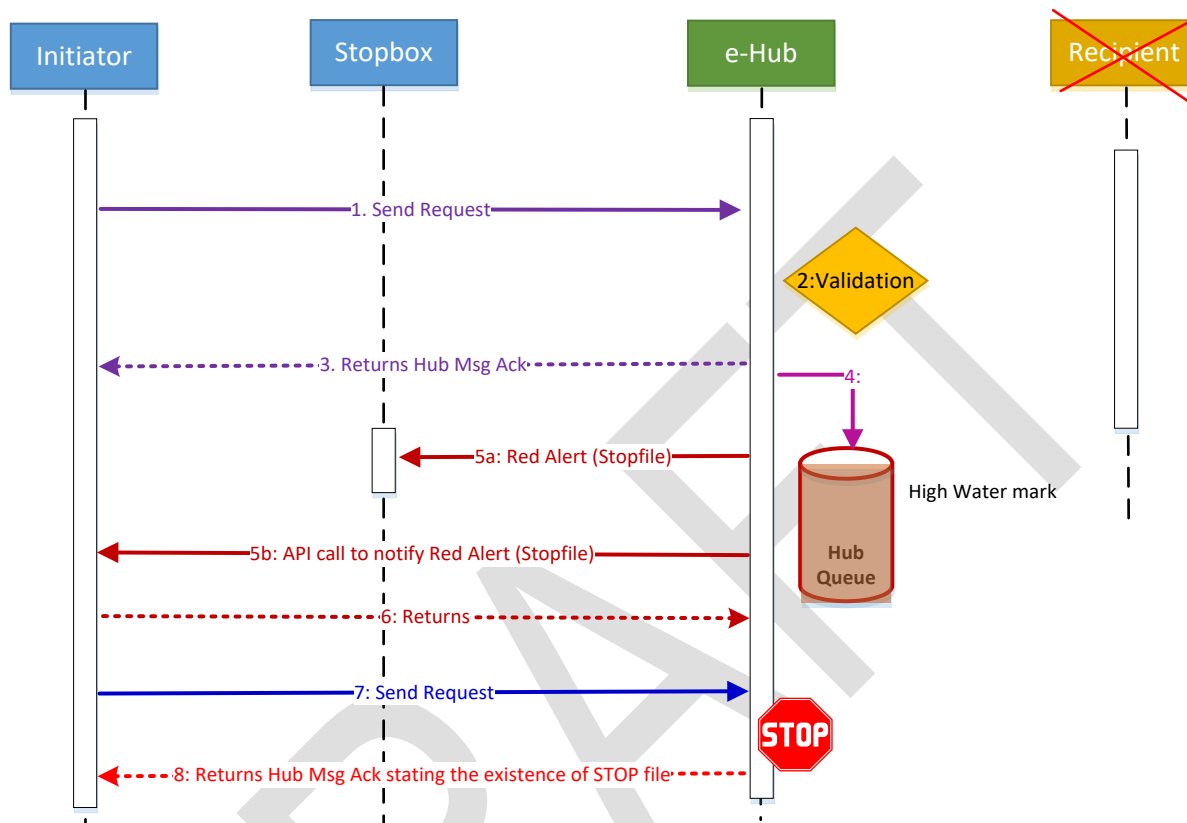 Initiator
Stopbox
e-Hub
Recipient
1. Send Request
2:Validation
3. Returns Hub Msg Ack
4:
5a: Red Alert (Stopfile)
High Water mark
5b: API call to notify Red Alert (Stopfile)
Hub
Queue
6: Returns
7: Send Request
STOP
8: Returns Hub Msg Ack stating the existence of STOP file
DRAFT